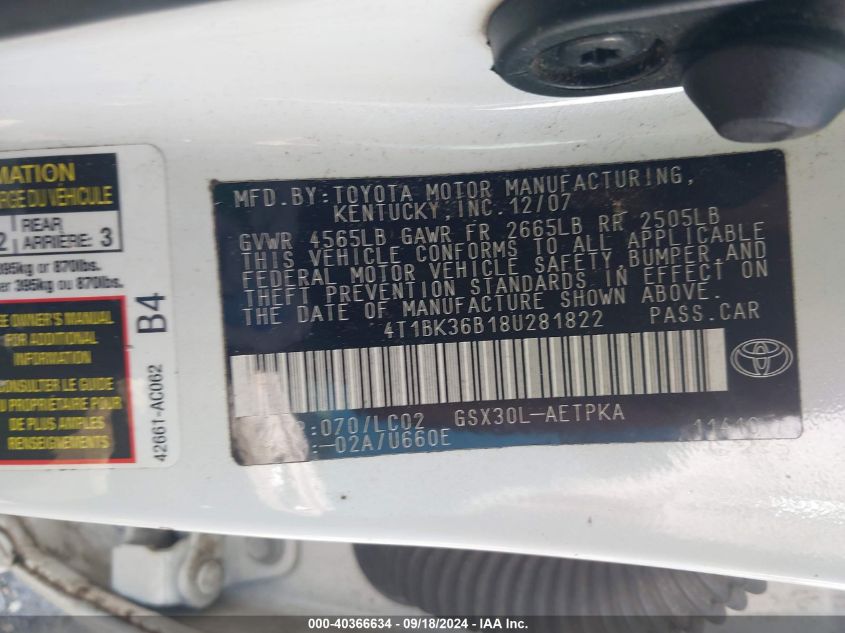 MATION
RGE DU VÉHICULE
2 REAR ARRIÈRE: 3
395kg or 870lbs.
er 395kg ou 870lbs.
E OWNER'S MANUAL
FOR ADDITIONAL
INFORMATION
CONSULTER LE GUIDE
U PROPRIÉTAIRE
POUR DE PLUS AMPLES
RENSEIGNEMENTS
B4
42661-AC062
MFD.BY:TOYOTA MOTOR MANUFACTURING,
KENTUCKY,INC.12/07
GVWR 4565LB GAWR FR 2665LB RR 2505LB
THIS VEHICLE CONFORMS TO ALL APPLICABLE
FEDERAL MOTOR VEHICLE SAFETY BUMPER,AND
THEFT PREVENTION STANDARDS IN EFFECT ON
THE DATE OF MANUFACTURE SHOWN ABOVE.
4T1BK36B18U281822 PASS.CAR
TOYOTA
:070/LC02 GSX30L-AETPKA
:-02A/U660E
000-40366634 - 09/18/2024 - IAA, Inc.